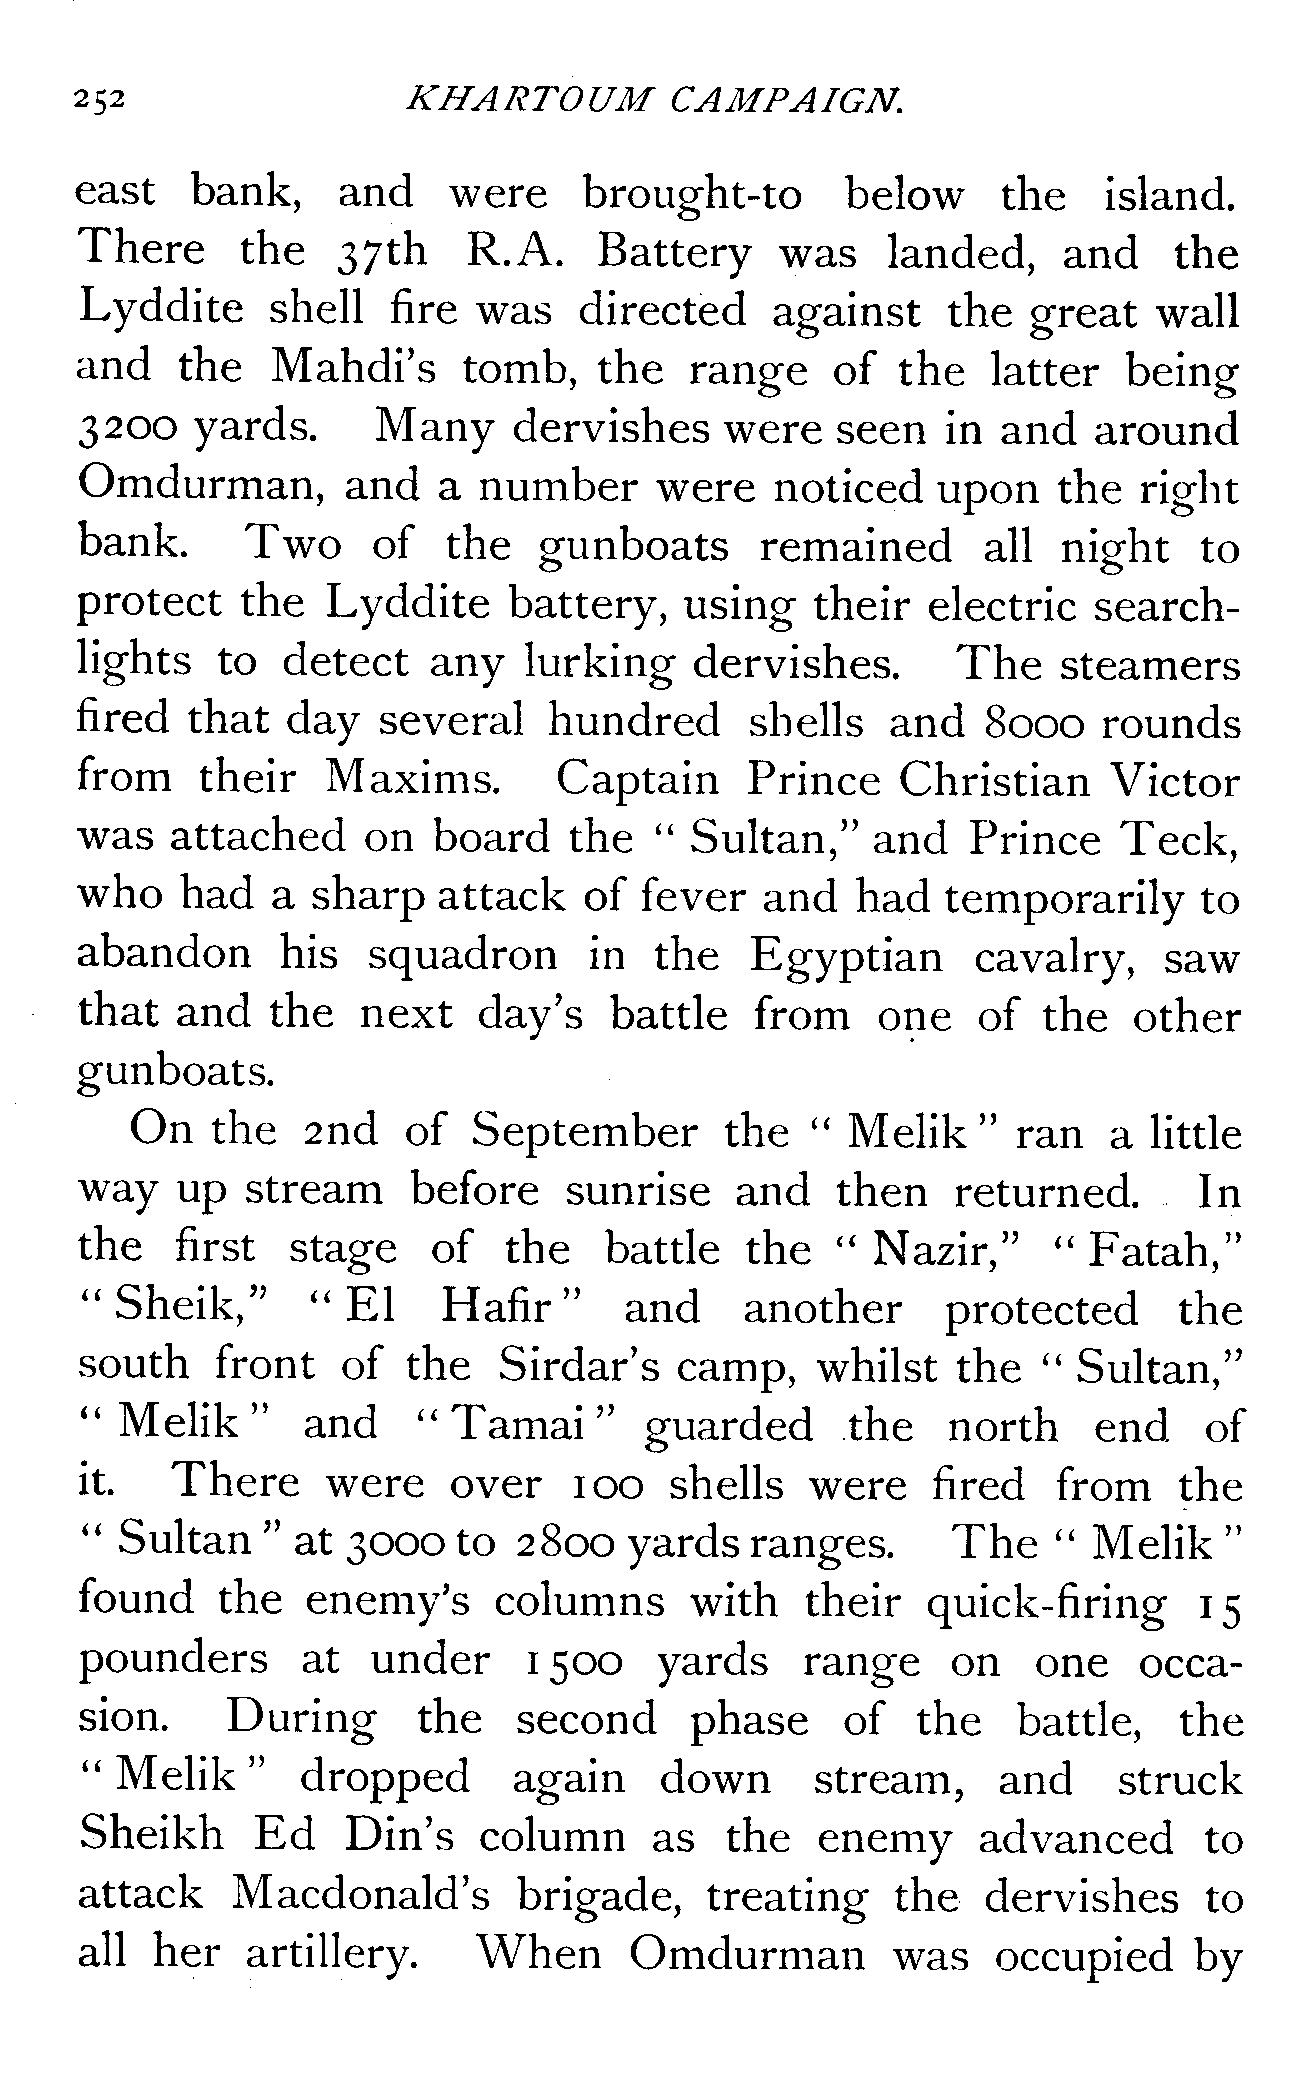 252 KHARTOUM CAMPAIGN.
east bank, and were brought-to below the island.
There the 37th R.A. Battery was landed, and the
Lyddite shell fire was directed against the great wall
and the Mahdi's tomb, the range of the latter being
3200 yards. Many dervishes were seen in and around
Omdurman, and a number were noticed upon the right
bank. Two of the gunboats remained all night to
protect the Lyddite battery, using their electric search-
lights to detect any lurking dervishes. The steamers
fired that day several hundred shells and 8000 rounds
from their Maxims. Captain Prince Christian Victor
was attached on board the “ Sultan,” and Prince Teck,
who had a sharp attack of fever and had temporarily to
abandon his squadron in the Egyptian cavalry, saw
that and the next day's battle from one of the other
gunboats.
On the 2nd of September the “ Melik ” ran a little
way up stream before sunrise and then returned. In
the first stage of the battle the “ Nazir,” “ Fatah,”
“ Sheik,” “ El Hafir ” and another protected the
south front of the Sirdar's camp, whilst the “ Sultan,”
“ Melik ” and “ Tamai ” guarded the north end of
it. There were over 100 shells were fired from the
“ Sultan ” at 3000 to 2800 yards ranges. The “ Melik ”
found the enemy's columns with their quick-firing 15
pounders at under 1500 yards range on one occa-
sion. During the second phase of the battle, the
“ Melik ” dropped again down stream, and struck
Sheikh Ed Din's column as the enemy advanced to
attack Macdonald's brigade, treating the dervishes to
all her artillery. When Omdurman was occupied by